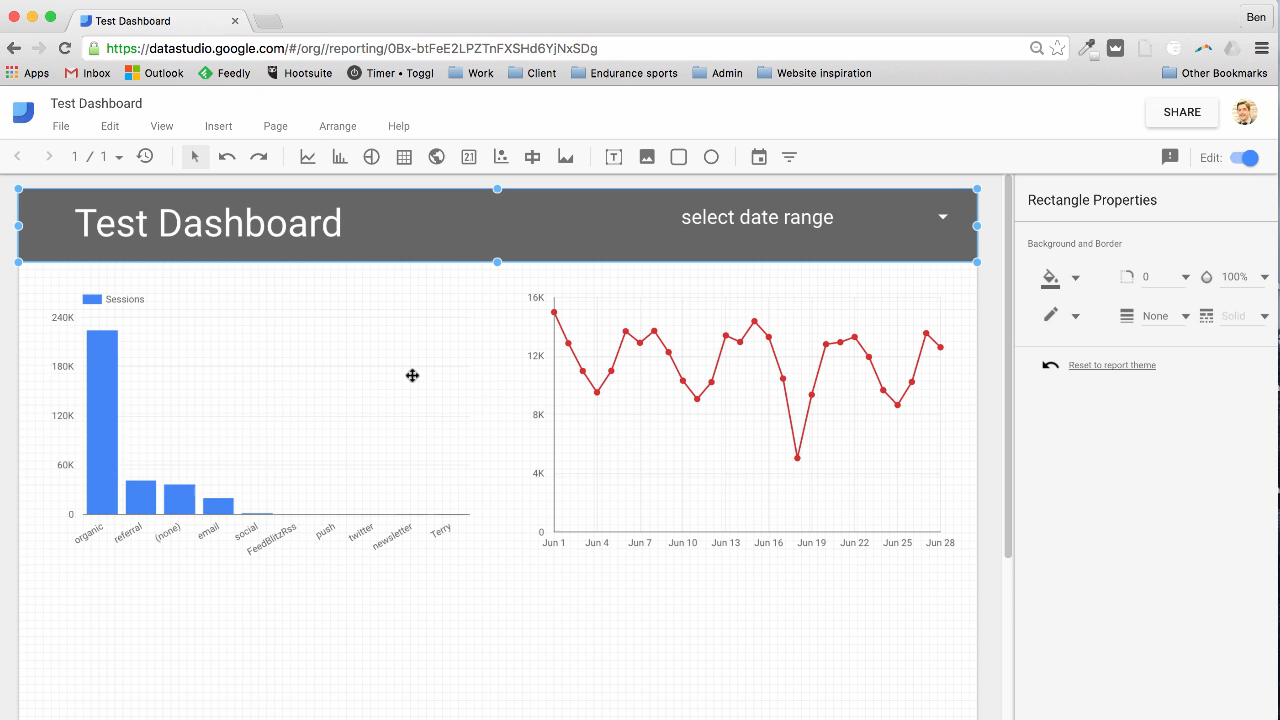 Test Dashboard
Ben
https://datastudio.google.com/#/org//reporting/0Bx-btFeE2LPZTnFXSHd6YjNxSDg
Apps Inbox Outlook Feedly Hootsuite Timer • Toggl Work Client Endurance sports Admin Website inspiration Other Bookmarks
Test Dashboard
SHARE
File Edit View Insert Page Arrange Help
1 / 1
Edit:
Test Dashboard
select date range
Rectangle Properties
Background and Border
0 100%
None Solid
Reset to report theme
Sessions
240K
180K
120K
60K
0
organic referral (none) email social FeedBlitzRss push twitter newsletter Terry
16K
12K
8K
4K
0
Jun 1 Jun 4 Jun 7 Jun 10 Jun 13 Jun 16 Jun 19 Jun 22 Jun 25 Jun 28